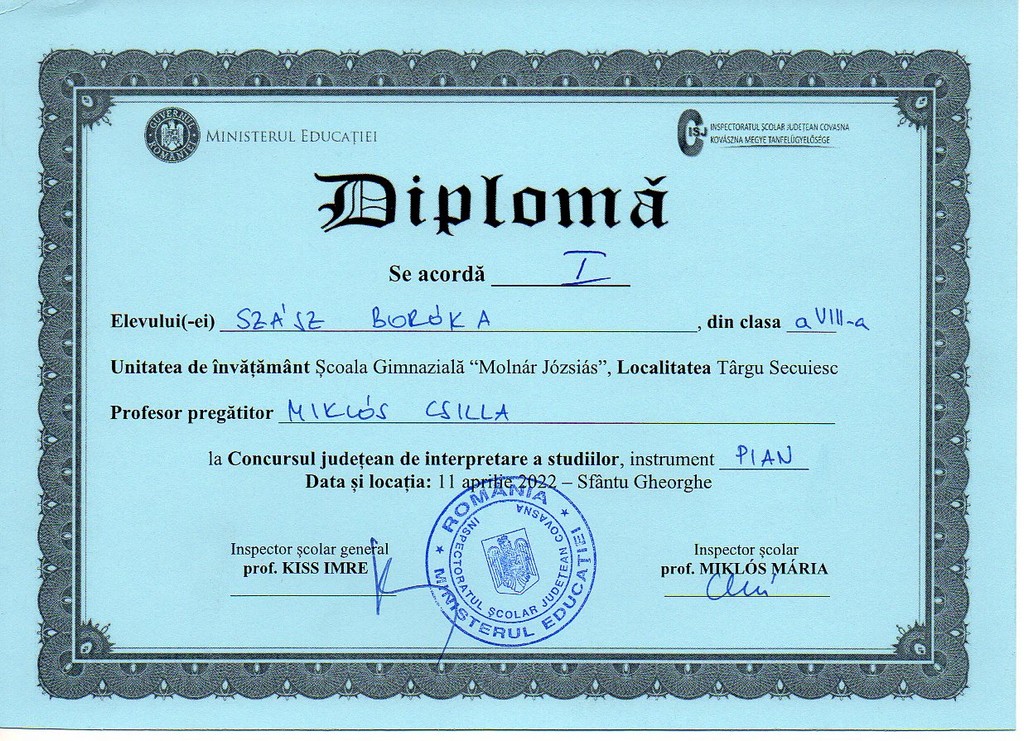 GUVERNUL ROMÂNIEI
MINISTERUL EDUCAȚIEI
ISJ
INSPECTORATUL ȘCOLAR JUDEȚEAN COVASNA
KOVÁSZNA MEGYE TANFELÜGYELŐSÉGE
Diplomă
Se acordă I
Elevului(-ei) SZÁSZ BORÓKA, din clasa a VIII-a
Unitatea de învățământ Școala Gimnazială “Molnár Józsiás”, Localitatea Târgu Secuiesc
Profesor pregătitor MIKLÓS CSILLA
la Concursul județean de interpretare a studiilor, instrument PIAN
Data și locația: 11 aprilie 2022 – Sfântu Gheorghe
ROMÂNIA
MINISTERUL EDUCAȚIEI
INSPECTORATUL ȘCOLAR JUDEȚEAN COVASNA
COVASNA
Inspector școlar general
prof. KISS IMRE
Inspector școlar
prof. MIKLÓS MÁRIA